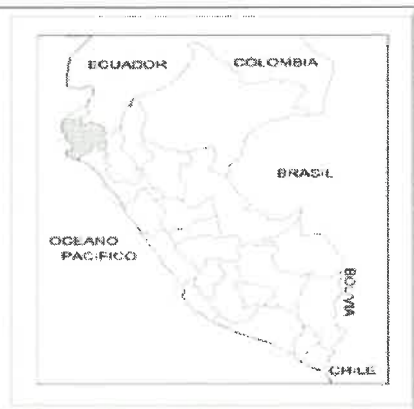 ECUADOR
COLOMBIA
BRASIL
OCEANO
PACIFICO
BOLIVIA
CHILE